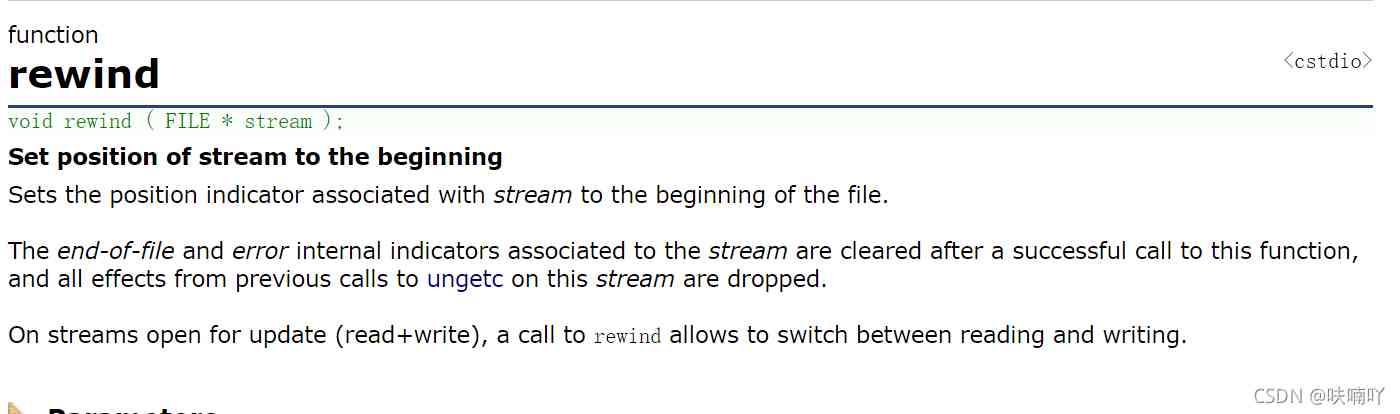 function
rewind
<cstdio>
void rewind ( FILE * stream );
Set position of stream to the beginning
Sets the position indicator associated with stream to the beginning of the file.
The end-of-file and error internal indicators associated to the stream are cleared after a successful call to this function,
and all effects from previous calls to ungetc on this stream are dropped.
On streams open for update (read+write), a call to rewind allows to switch between reading and writing.
Parameters
CSDN @呋喃吖